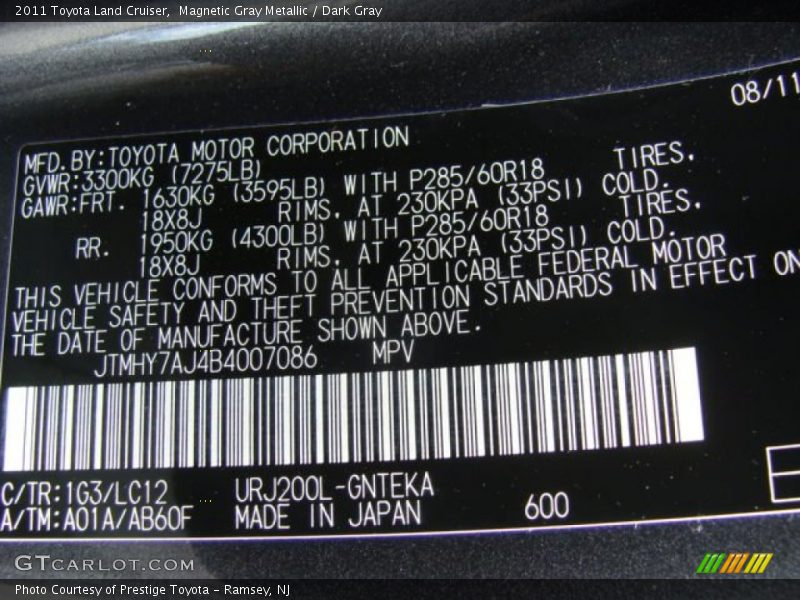 2011 Toyota Land Cruiser, Magnetic Gray Metallic / Dark Gray
08/11
MFD.BY:TOYOTA MOTOR CORPORATION
GVWR:3300KG (7275LB)
GAWR:FRT. 1630KG (3595LB) WITH P285/60R18 TIRES.
18X8J RIMS. AT 230KPA (33PSI) COLD.
RR. 1950KG (4300LB) WITH P285/60R18 TIRES.
18X8J RIMS. AT 230KPA (33PSI) COLD.
THIS VEHICLE CONFORMS TO ALL APPLICABLE FEDERAL MOTOR
VEHICLE SAFETY AND THEFT PREVENTION STANDARDS IN EFFECT ON
THE DATE OF MANUFACTURE SHOWN ABOVE.
JTMHY7AJ4B4007086 MPV
C/TR:1G3/LC12 URJ200L-GNTEKA
A/TM:A01A/AB60F MADE IN JAPAN 600
GTCARLOT.COM
Photo Courtesy of Prestige Toyota - Ramsey, NJ